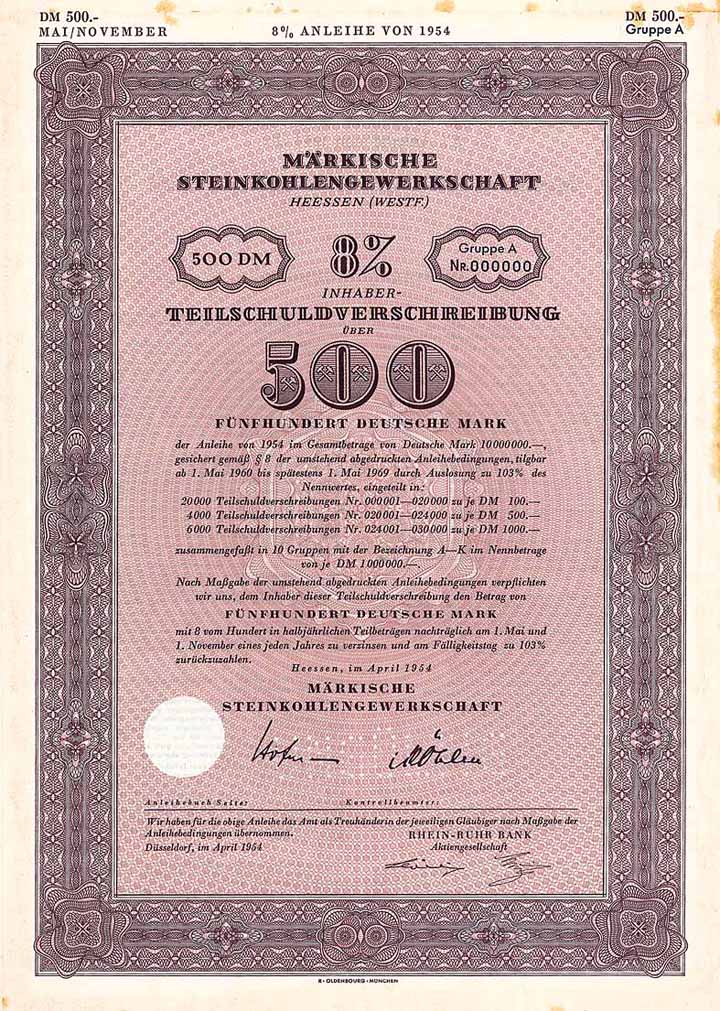 DM 500.-
MAI/NOVEMBER
8% ANLEIHE VON 1954
DM 500.-
Gruppe A
MÄRKISCHE
STEINKOHLENGEWERKSCHAFT
HEESSEN (WESTF.)
500 DM
8%
Gruppe A
NR.000000
INHABER-
TEILSCHULDVERSCHREIBUNG
ÜBER
500
FÜNFHUNDERT DEUTSCHE MARK
der Anleihe von 1954 im Gesamtbetrage von Deutsche Mark 10000000.—,
gesichert gemäß § 8 der umstehend abgedruckten Anleihebedingungen, tilgbar
ab 1. Mai 1960 bis spätestens 1. Mai 1969 durch Auslosung zu 103% des
Nennwertes, eingeteilt in:
20000 Teilschuldverschreibungen Nr. 000001—020000 zu je DM 100.—
4000 Teilschuldverschreibungen Nr. 020001—024000 zu je DM 500.—
6000 Teilschuldverschreibungen Nr. 024001—030000 zu je DM 1000.—
zusammengefaßt in 10 Gruppen mit der Bezeichnung A—K im Nennbetrage
von je DM 1000000.—.
Nach Maßgabe der umstehend abgedruckten Anleihebedingungen verpflichten
wir uns, dem Inhaber dieser Teilschuldverschreibung den Betrag von
FÜNFHUNDERT DEUTSCHE MARK
mit 8 vom Hundert in halbjährlichen Teilbeträgen nachträglich am 1. Mai und
1. November eines jeden Jahres zu verzinsen und am Fälligkeitstag zu 103%
zurückzuzahlen.
Heessen, im April 1954
MÄRKISCHE
STEINKOHLENGEWERKSCHAFT
Anleihebuch Seite:
Kontrollbeamter:
Wir haben für die obige Anleihe das Amt als Treuhänderin der jeweiligen Gläubiger nach Maßgabe der
Anleihebedingungen übernommen.
RHEIN-RUHR BANK
Düsseldorf, im April 1954
Aktiengesellschaft
R · OLDENBOURG · MÜNCHEN